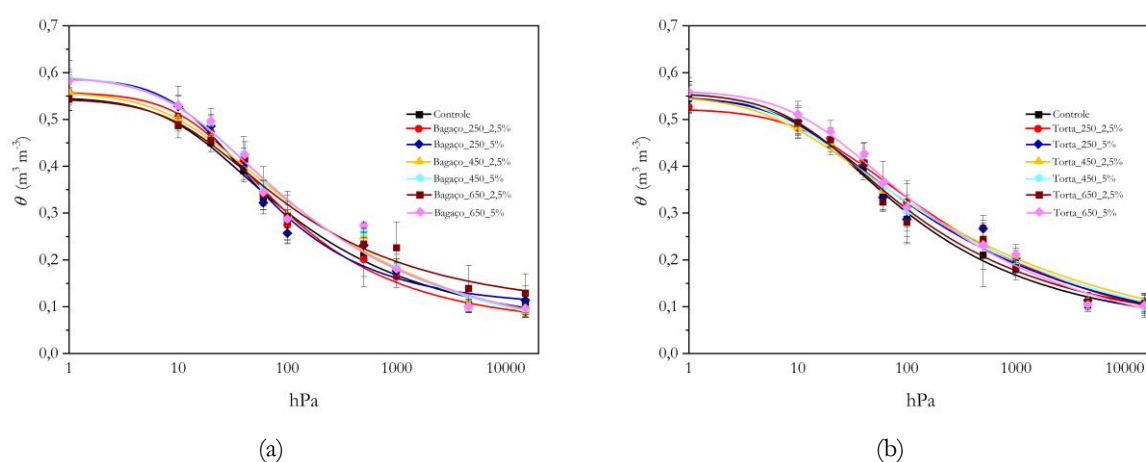 0,7
0,6
0,5
0,4
0,3
0,2
0,1
0,0
θ (m³ m⁻³)
1 10 100 1000 10000
hPa
Controle
Bagaço_250_2,5%
Bagaço_250_5%
Bagaço_450_2,5%
Bagaço_450_5%
Bagaço_650_2,5%
Bagaço_650_5%
(a)
0,7
0,6
0,5
0,4
0,3
0,2
0,1
0,0
θ (m³ m⁻³)
1 10 100 1000 10000
hPa
Controle
Torta_250_2,5%
Torta_250_5%
Torta_450_2,5%
Torta_450_5%
Torta_650_2,5%
Torta_650_5%
(b)